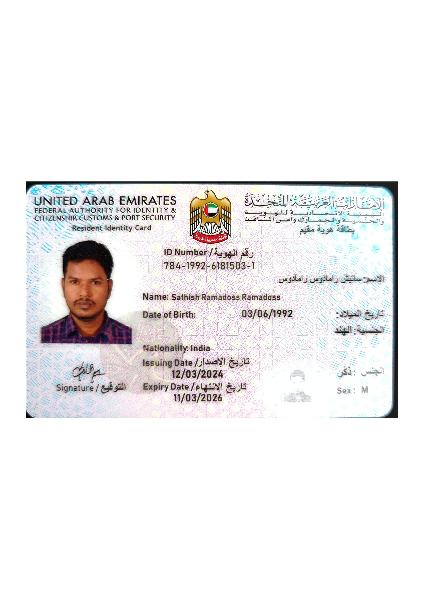 UNITED ARAB EMIRATES
FEDERAL AUTHORITY FOR IDENTITY &
CITIZENSHIP CUSTOMS & PORT SECURITY
Resident Identity Card
الإمارات العربية المتحدة
الهيئة الاتحادية للهوية
والجنسية والجمارك وأمن المنافذ
بطاقة هوية مقيم
ID Number / رقم الهوية
784-1992-6181503-1
الاسم: ساتيش رامادوس رامادوس
Name: Sathish Ramadoss Ramadoss
Date of Birth: 03/06/1992 تاريخ الميلاد:
الجنسية: الهند
Nationality: India
Issuing Date / تاريخ الإصدار
12/03/2024
Expiry Date / تاريخ الانتهاء
11/03/2026
الجنس: ذكر
Sex: M
Signature / التوقيع